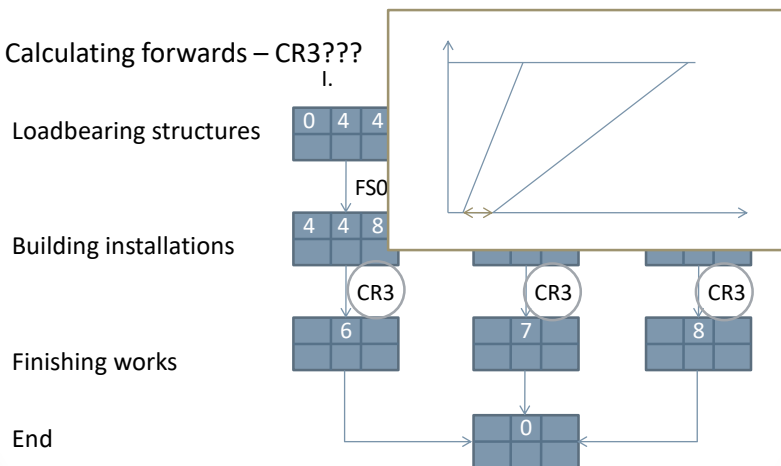 Calculating forwards – CR3???
I.
Loadbearing structures
0 4 4
FS0
Building installations
4 4 8
CR3 CR3 CR3
6 7 8
Finishing works
End
0